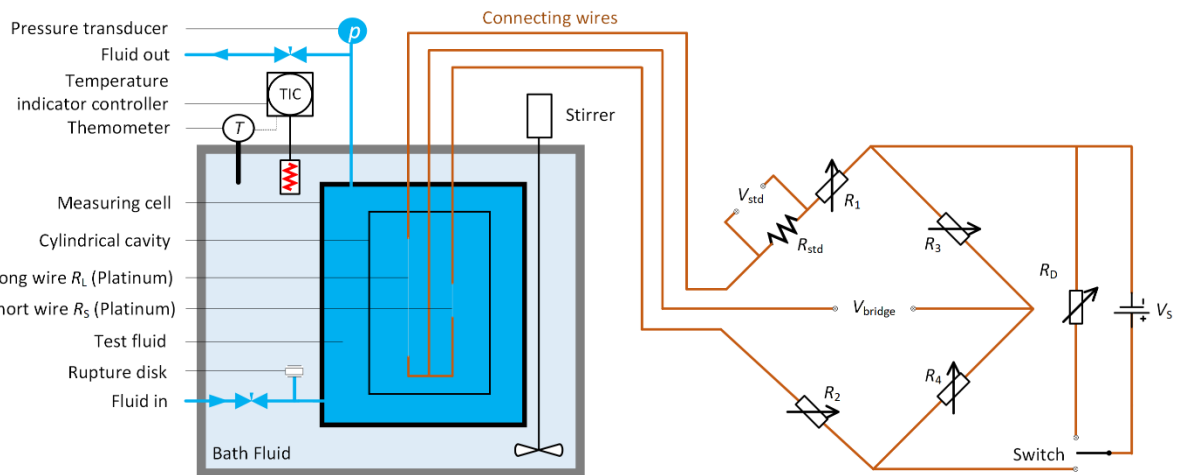 Pressure transducer
p
Connecting wires
Fluid out
Temperature
indicator controller
TIC
Themometer
T
Stirrer
Measuring cell
Cylindrical cavity
ong wire RL (Platinum)
hort wire RS (Platinum)
Test fluid
Rupture disk
Fluid in
Bath Fluid
Vstd
Rstd
R1
R3
RD
Vbridge
VS
R2
R4
Switch